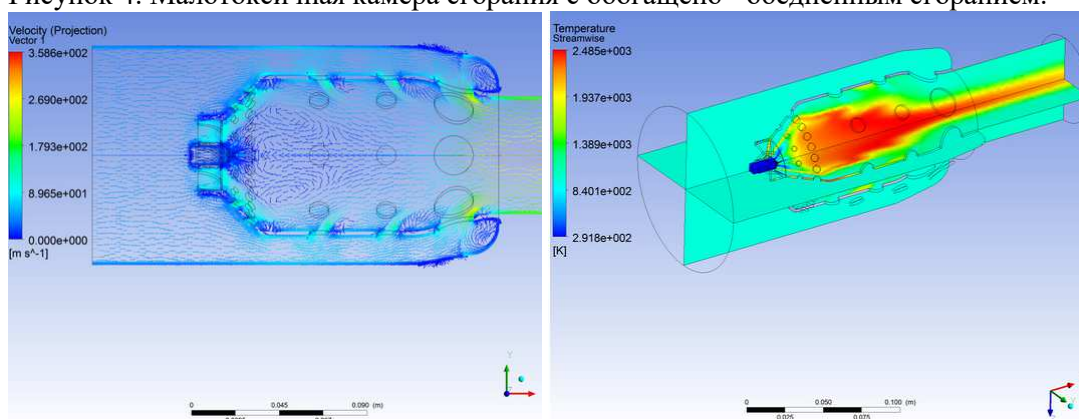 Рисунок 4. Малотоксичная камера сгорания с обогащено - обедненным сгоранием.
Velocity (Projection)
Vector 1
3.586e+002
2.690e+002
1.793e+002
8.965e+001
0.000e+000
[m s^-1]
Y
0
0.045
0.090 (m)
Temperature
Streamwise
2.485e+003
1.937e+003
1.389e+003
8.401e+002
2.918e+002
[K]
0
0.050
0.100 (m)
0.025
0.075